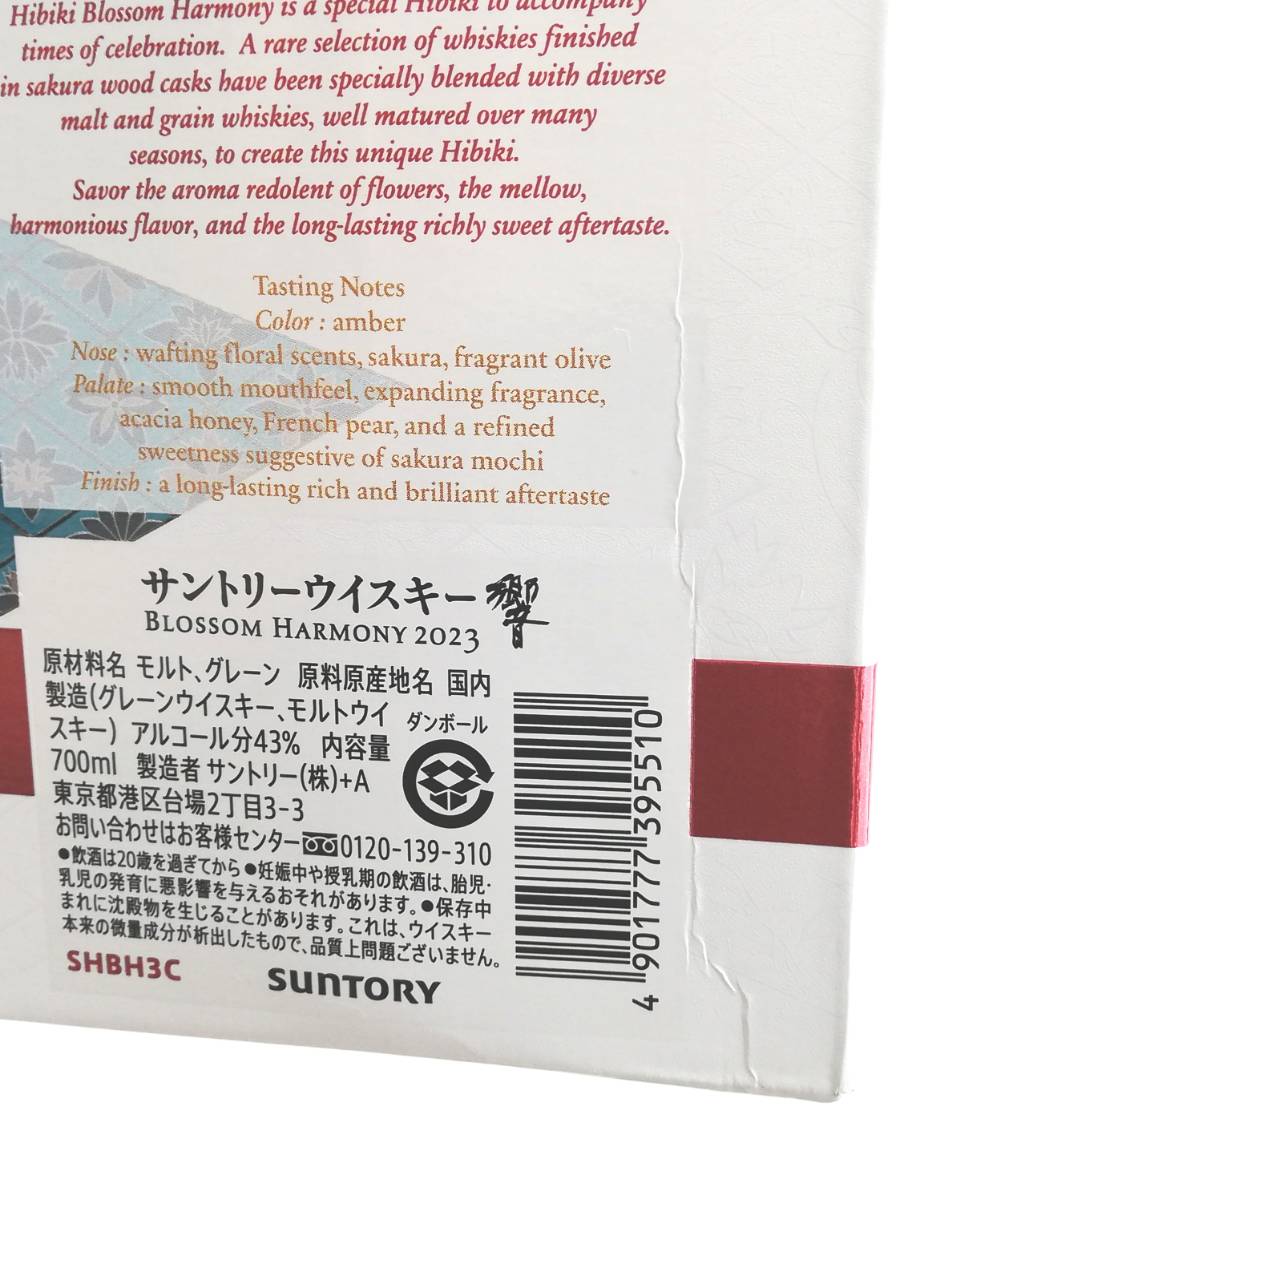 Hibiki Blossom Harmony is a special Hibiki to accompany
times of celebration. A rare selection of whiskies finished
in sakura wood casks have been specially blended with diverse
malt and grain whiskies, well matured over many
seasons, to create this unique Hibiki.
Savor the aroma redolent of flowers, the mellow,
harmonious flavor, and the long-lasting richly sweet aftertaste.
Tasting Notes
Color : amber
Nose : wafting floral scents, sakura, fragrant olive
Palate : smooth mouthfeel, expanding fragrance,
acacia honey, French pear, and a refined
sweetness suggestive of sakura mochi
Finish : a long-lasting rich and brilliant aftertaste
サントリーウイスキー 響
BLOSSOM HARMONY 2023
原材料名 モルト、グレーン 原料原産地名 国内
製造(グレーンウイスキー、モルトウイ
スキー) アルコール分43% 内容量
700ml 製造者 サントリー(株)+A
東京都港区台場2丁目3-3
ダンボール
お問い合わせはお客様センター 0120-139-310
●飲酒は20歳を過ぎてから●妊娠中や授乳期の飲酒は、胎児・
乳児の発育に悪影響を与えるおそれがあります。●保存中
まれに沈殿物を生じることがあります。これは、ウイスキー
本来の微量成分が析出したもので、品質上問題ございません。
SHBH3C
SUNTORY
4 901777 395510